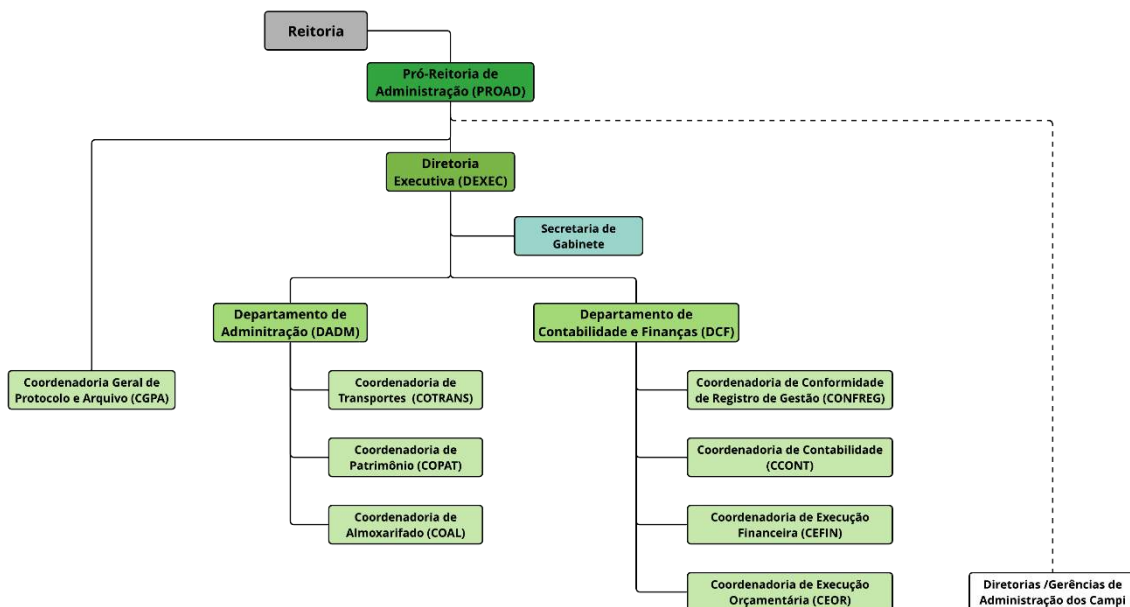 Reitoria
Pró-Reitoria de
Administração (PROAD)
Diretoria
Executiva (DEXEC)
Secretaria de
Gabinete
Departamento de
Adminitração (DADM)
Departamento de
Contabilidade e Finanças (DCF)
Coordenadoria Geral de
Protocolo e Arquivo (CGPA)
Coordenadoria de
Transportes (COTRANS)
Coordenadoria de Conformidade
de Registro de Gestão (CONFREG)
Coordenadoria de
Patrimônio (COPAT)
Coordenadoria de Contabilidade
(CCONT)
Coordenadoria de
Almoxarifado (COAL)
Coordenadoria de Execução
Financeira (CEFIN)
Coordenadoria de Execução
Orçamentária (CEOR)
Diretorias /Gerências de
Administração dos Campi